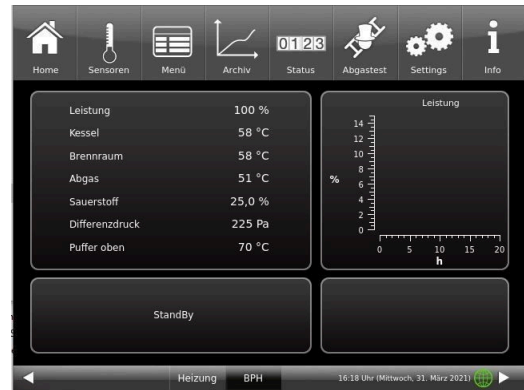 Home Sensoren Menü Archiv 0123 Status Abgastest Settings Info
Leistung 100 %
Kessel 58 °C
Brennraum 58 °C
Abgas 51 °C
Sauerstoff 25,0 %
Differenzdruck 225 Pa
Puffer oben 70 °C
Leistung
14
12
10
8
% 6
4
2
0
0 5 10 15 20
h
StandBy
Heizung BPH 16:18 Uhr (Mittwoch, 31. März 2021)